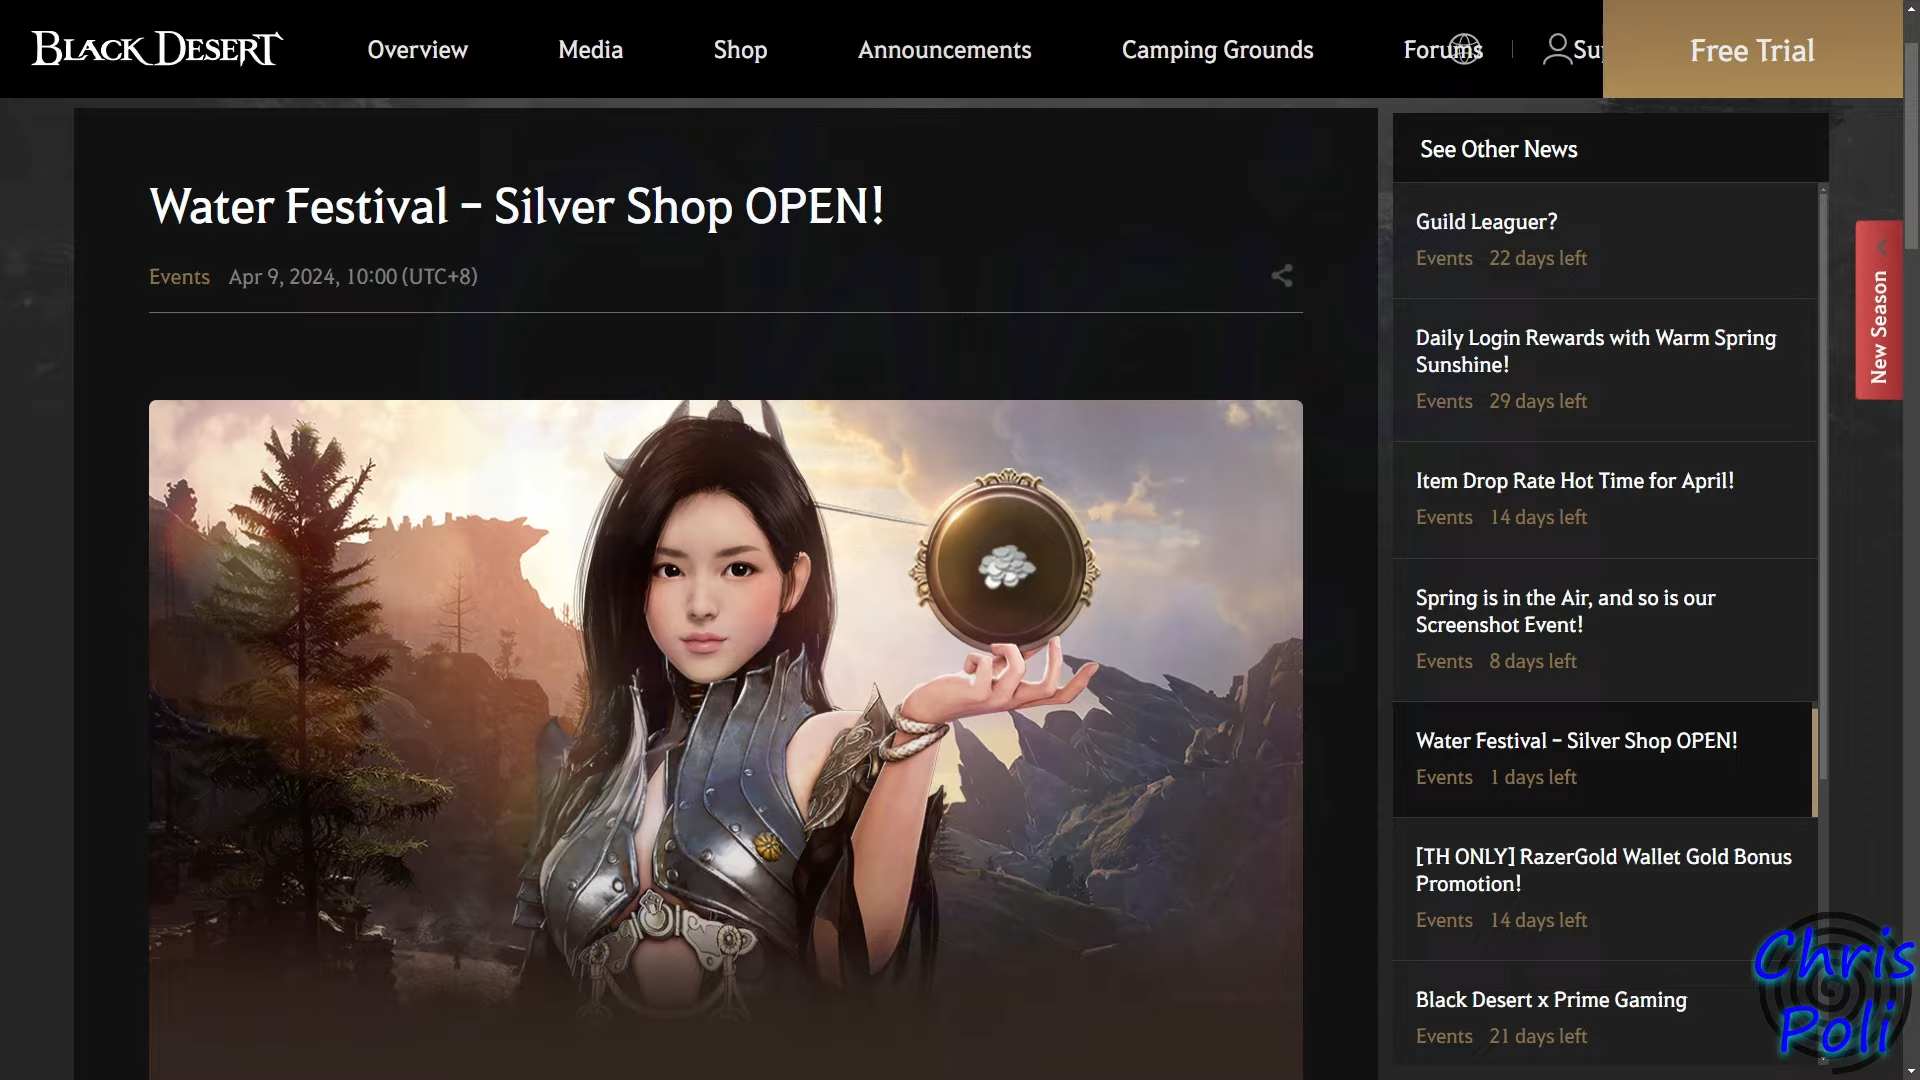 BLACK DESERT
Overview
Media
Shop
Announcements
Camping Grounds
Forums
Free Trial
Water Festival – Silver Shop OPEN!
Events Apr 9, 2024, 10:00 (UTC+8)
See Other News
Guild Leaguer?
Events 22 days left
Daily Login Rewards with Warm Spring
Sunshine!
Events 29 days left
Item Drop Rate Hot Time for April!
Events 14 days left
Spring is in the Air, and so is our
Screenshot Event!
Events 8 days left
Water Festival – Silver Shop OPEN!
Events 1 days left
[TH ONLY] RazerGold Wallet Gold Bonus
Promotion!
Events 14 days left
Black Desert x Prime Gaming
Events 21 days left
New Season
Chris
Poli